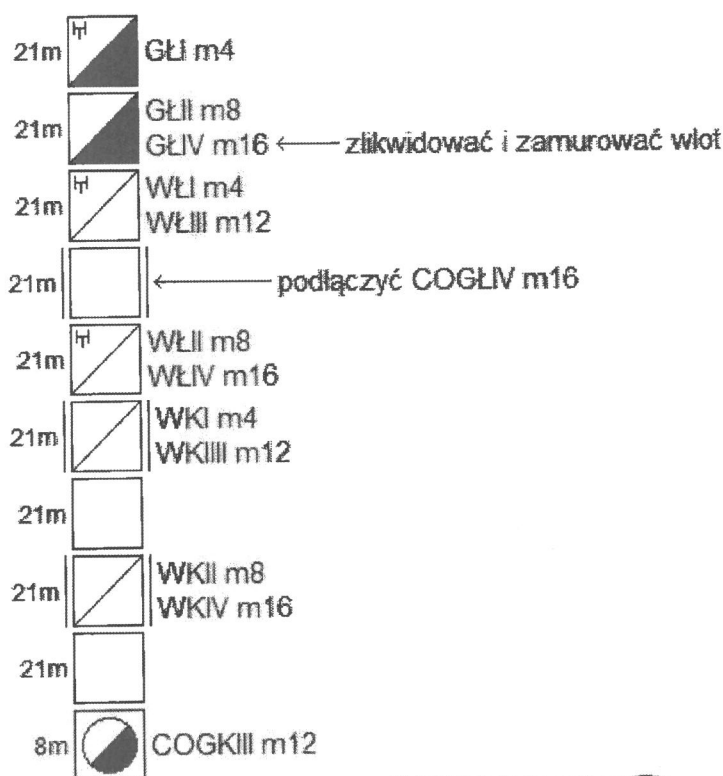 21m GŁI m4
21m GŁII m8
GŁIV m16 ← zlikwidować i zamurować wlot
21m WŁI m4
WŁIII m12
21m ← podłączyć COGŁIV m16
21m WŁII m8
WŁIV m16
21m WKI m4
WKIIII m12
21m
21m WKII m8
WKIV m16
21m
8m COGKIII m12